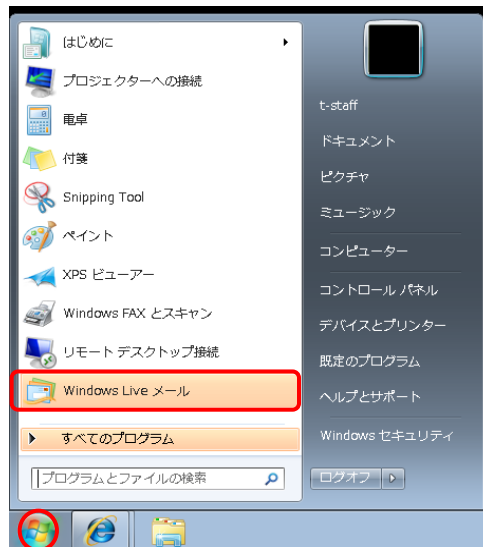 はじめに
プロジェクターへの接続
電卓
付箋
Snipping Tool
ペイント
XPS ビューアー
Windows FAX とスキャン
リモート デスクトップ接続
Windows Live メール
すべてのプログラム
プログラムとファイルの検索
t-staff
ドキュメント
ピクチャ
ミュージック
コンピューター
コントロール パネル
デバイスとプリンター
既定のプログラム
ヘルプとサポート
Windows セキュリティ
ログオフ